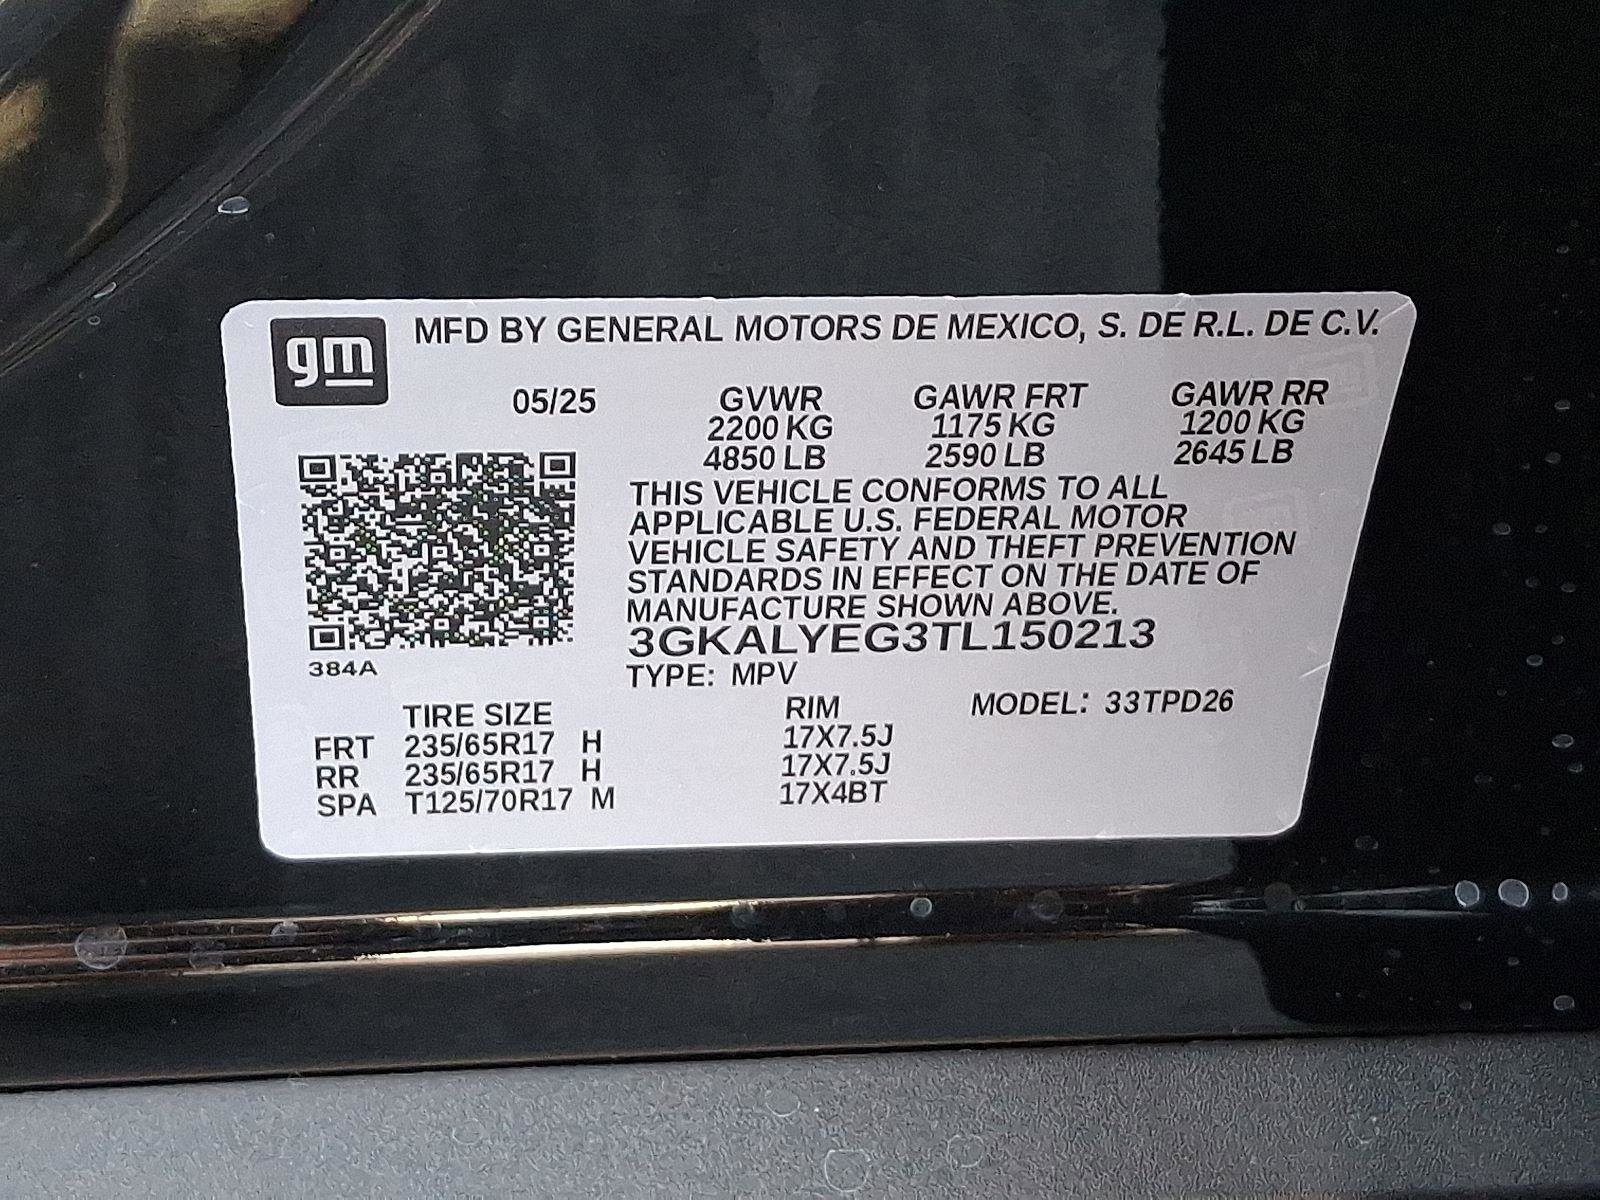 gm
MFD BY GENERAL MOTORS DE MEXICO, S. DE R.L. DE C.V.
05/25 GVWR GAWR FRT GAWR RR
2200 KG 1175 KG 1200 KG
4850 LB 2590 LB 2645 LB
THIS VEHICLE CONFORMS TO ALL
APPLICABLE U.S. FEDERAL MOTOR
VEHICLE SAFETY AND THEFT PREVENTION
STANDARDS IN EFFECT ON THE DATE OF
MANUFACTURE SHOWN ABOVE.
3GKALYEG3TL150213
384A
TYPE: MPV
TIRE SIZE RIM MODEL: 33TPD26
FRT 235/65R17 H 17X7.5J
RR 235/65R17 H 17X7.5J
SPA T125/70R17 M 17X4BT